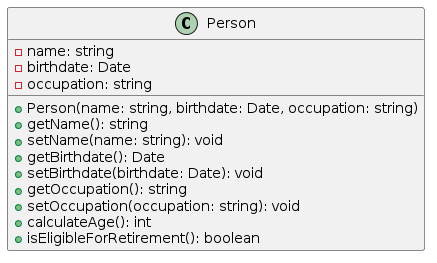 C Person
name: string
birthdate: Date
occupation: string
Person(name: string, birthdate: Date, occupation: string)
getName(): string
setName(name: string): void
getBirthdate(): Date
setBirthdate(birthdate: Date): void
getOccupation(): string
setOccupation(occupation: string): void
calculateAge(): int
isEligibleForRetirement(): boolean